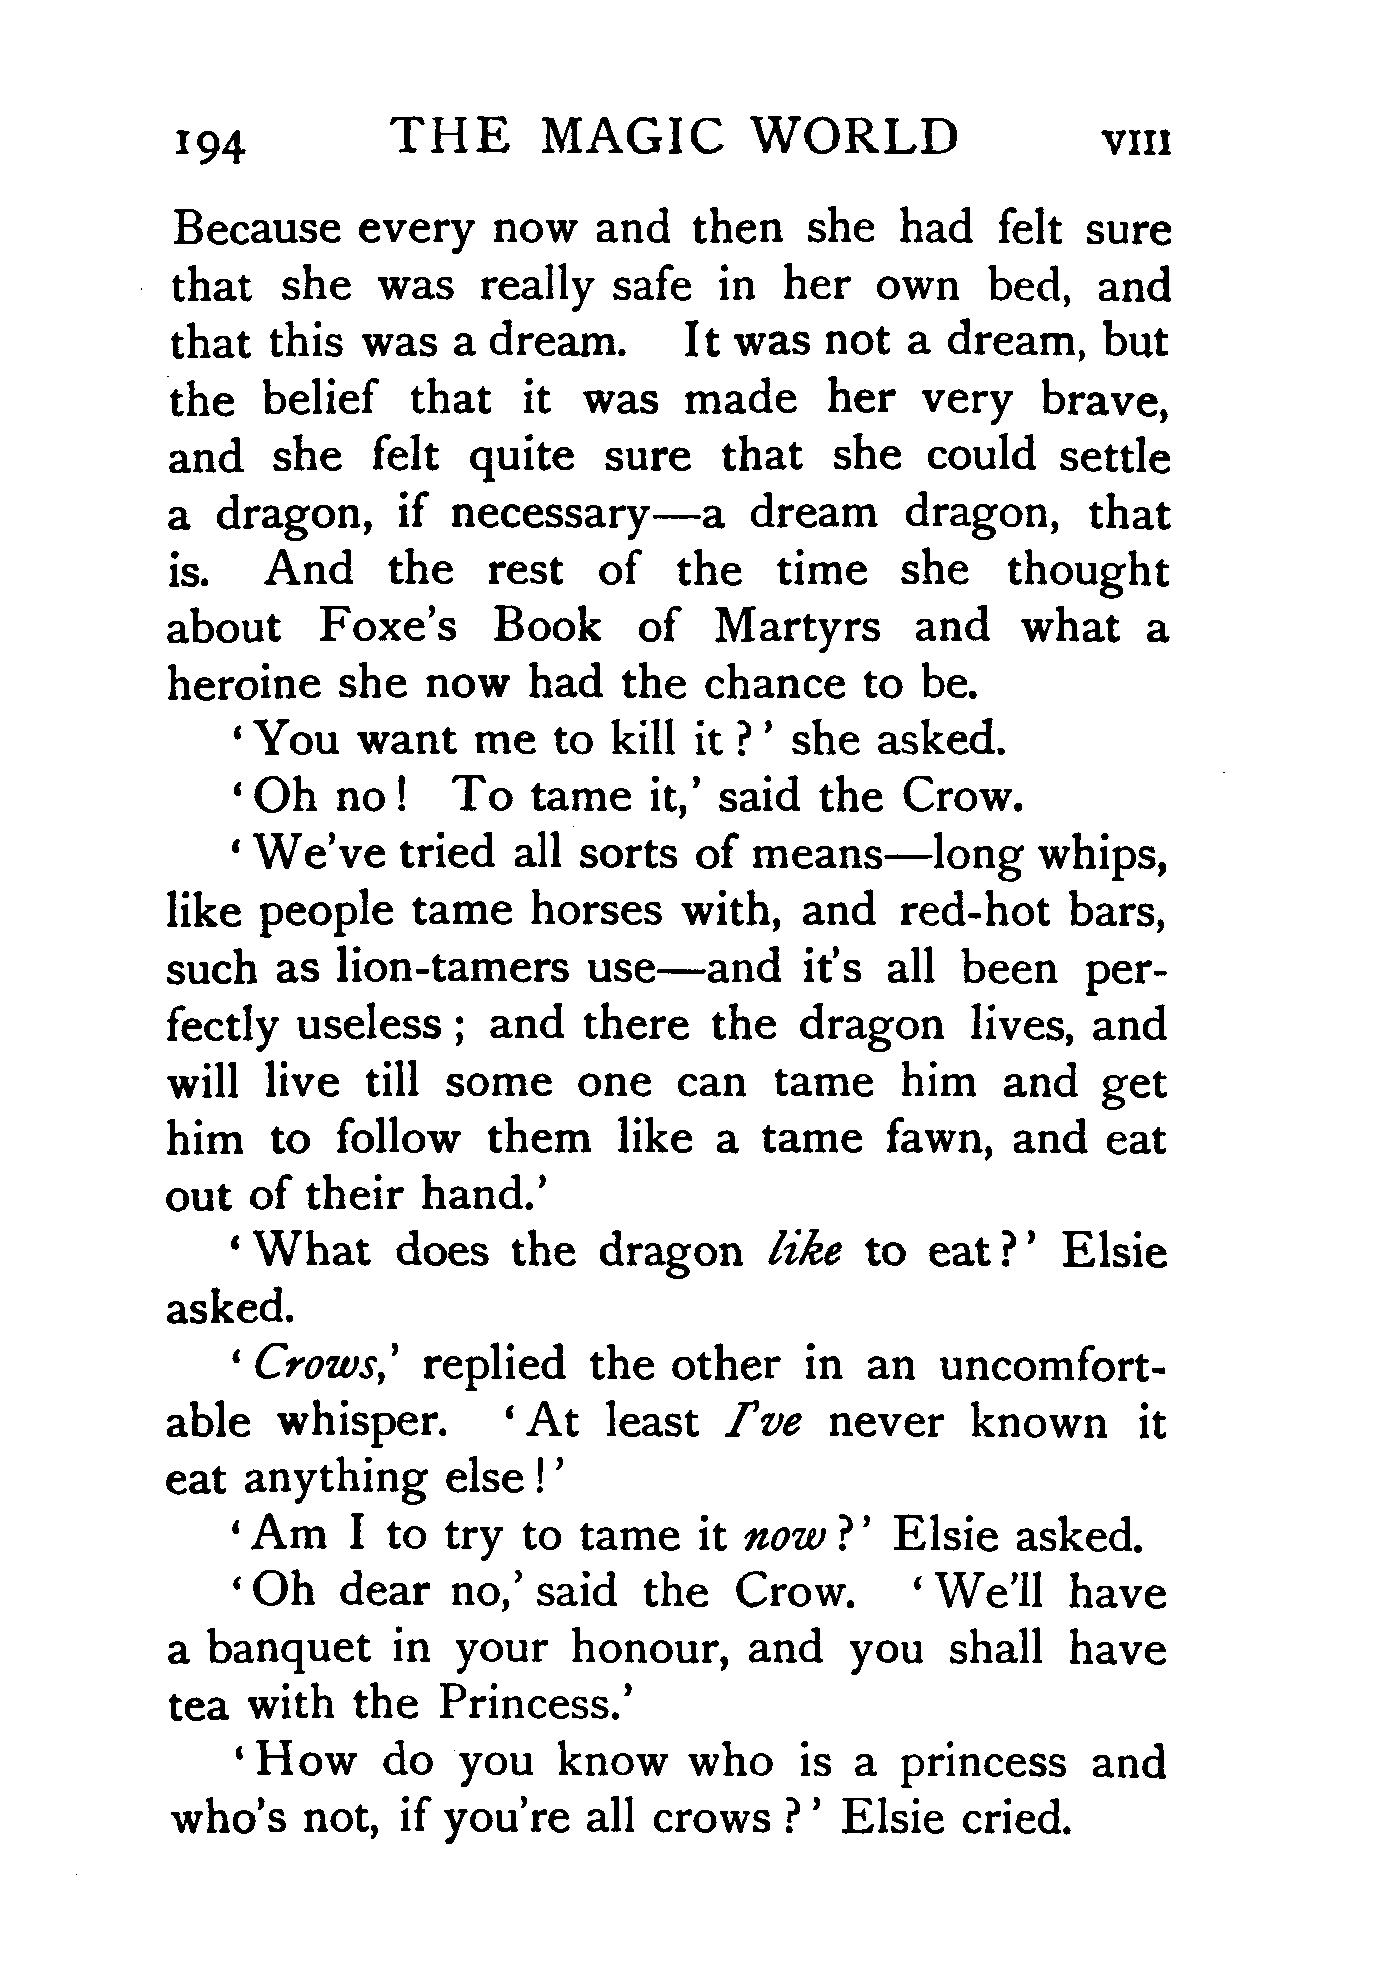 194 THE MAGIC WORLD VIII
Because every now and then she had felt sure
that she was really safe in her own bed, and
that this was a dream. It was not a dream, but
the belief that it was made her very brave,
and she felt quite sure that she could settle
a dragon, if necessary—a dream dragon, that
is. And the rest of the time she thought
about Foxe's Book of Martyrs and what a
heroine she now had the chance to be.
‘You want me to kill it?’ she asked.
‘Oh no! To tame it,’ said the Crow.
‘We've tried all sorts of means—long whips,
like people tame horses with, and red-hot bars,
such as lion-tamers use—and it's all been per-
fectly useless; and there the dragon lives, and
will live till some one can tame him and get
him to follow them like a tame fawn, and eat
out of their hand.’
‘What does the dragon like to eat?’ Elsie
asked.
‘Crows,’ replied the other in an uncomfort-
able whisper. ‘At least I've never known it
eat anything else!’
‘Am I to try to tame it now?’ Elsie asked.
‘Oh dear no,’ said the Crow. ‘We'll have
a banquet in your honour, and you shall have
tea with the Princess.’
‘How do you know who is a princess and
who's not, if you're all crows?’ Elsie cried.